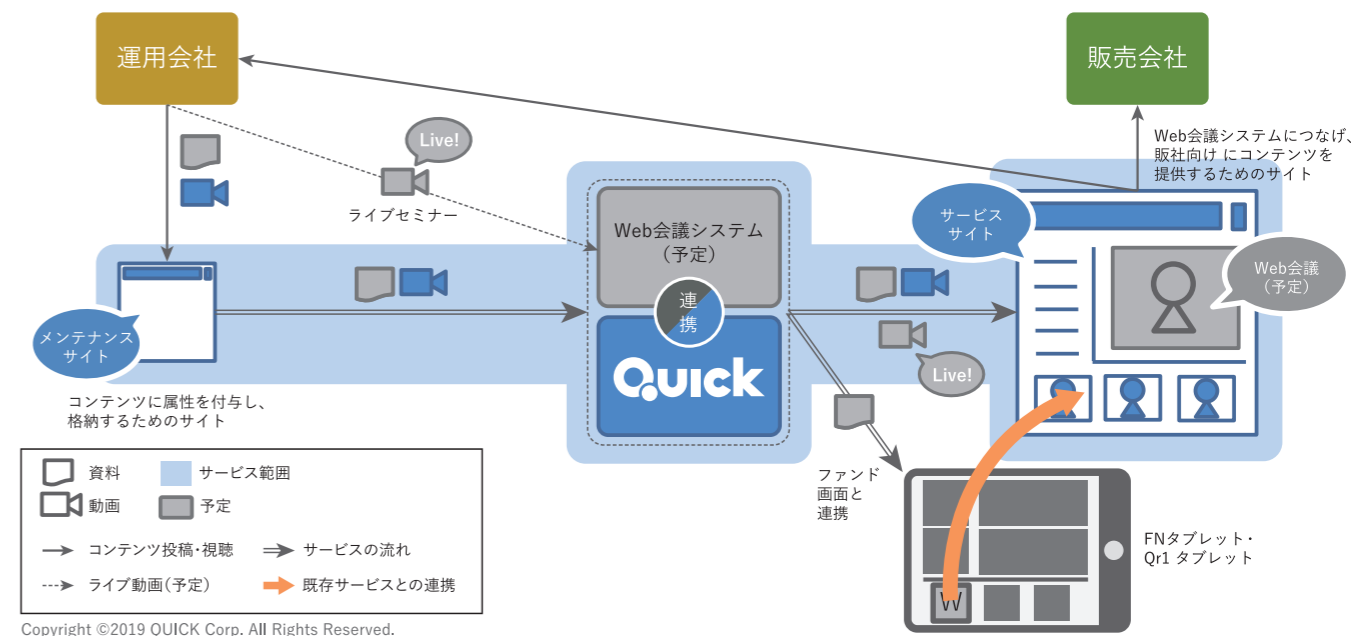 運用会社
販売会社
Live!
ライブセミナー
Web会議システムにつなげ、
販社向け にコンテンツを
提供するためのサイト
Web会議システム
(予定)
連
携
QUICK
サービス
サイト
Web会議
(予定)
メンテナンス
サイト
Live!
コンテンツに属性を付与し、
格納するためのサイト
ファンド
画面と
連携
W
FNタブレット・
Qr1 タブレット
資料
サービス範囲
動画
予定
コンテンツ投稿・視聴
サービスの流れ
ライブ動画(予定)
既存サービスとの連携
Copyright ©2019 QUICK Corp. All Rights Reserved.